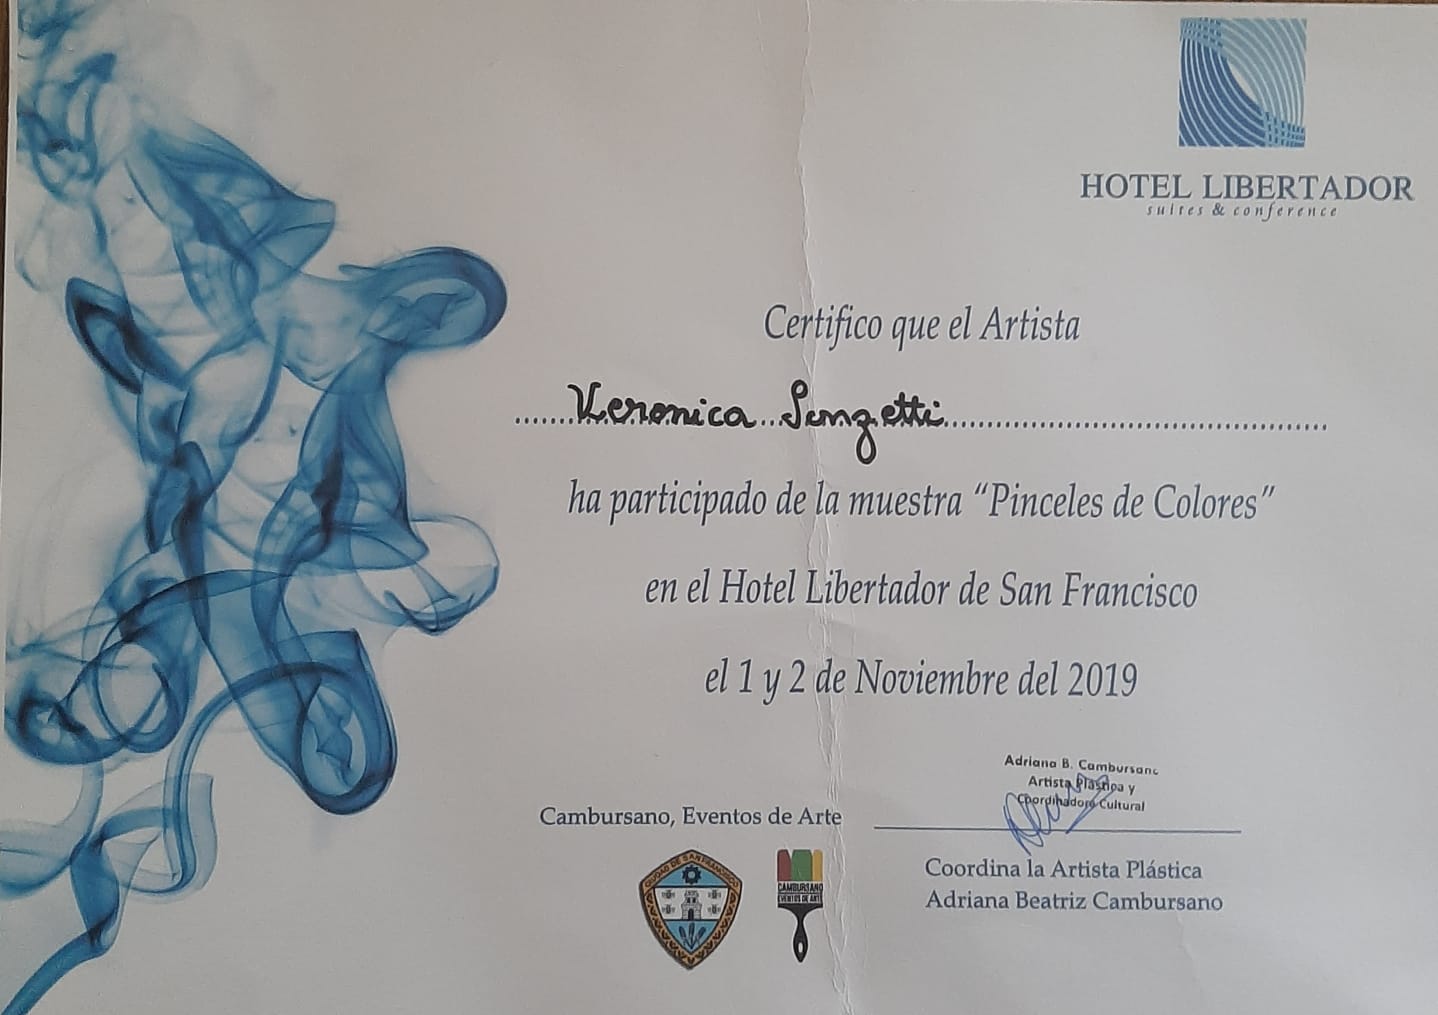 HOTEL LIBERTADOR
suites & conference
Certifico que el Artista
Veronica Sanzetti
ha participado de la muestra “Pinceles de Colores”
en el Hotel Libertador de San Francisco
el 1 y 2 de Noviembre del 2019
Adriana B. Cambursano
Artista Plástica y
Coordinadora Cultural
Cambursano, Eventos de Arte
Coordina la Artista Plástica
Adriana Beatriz Cambursano
CIUDAD DE SAN FRANCISCO
CAMBURSANO
EVENTOS DE ARTE